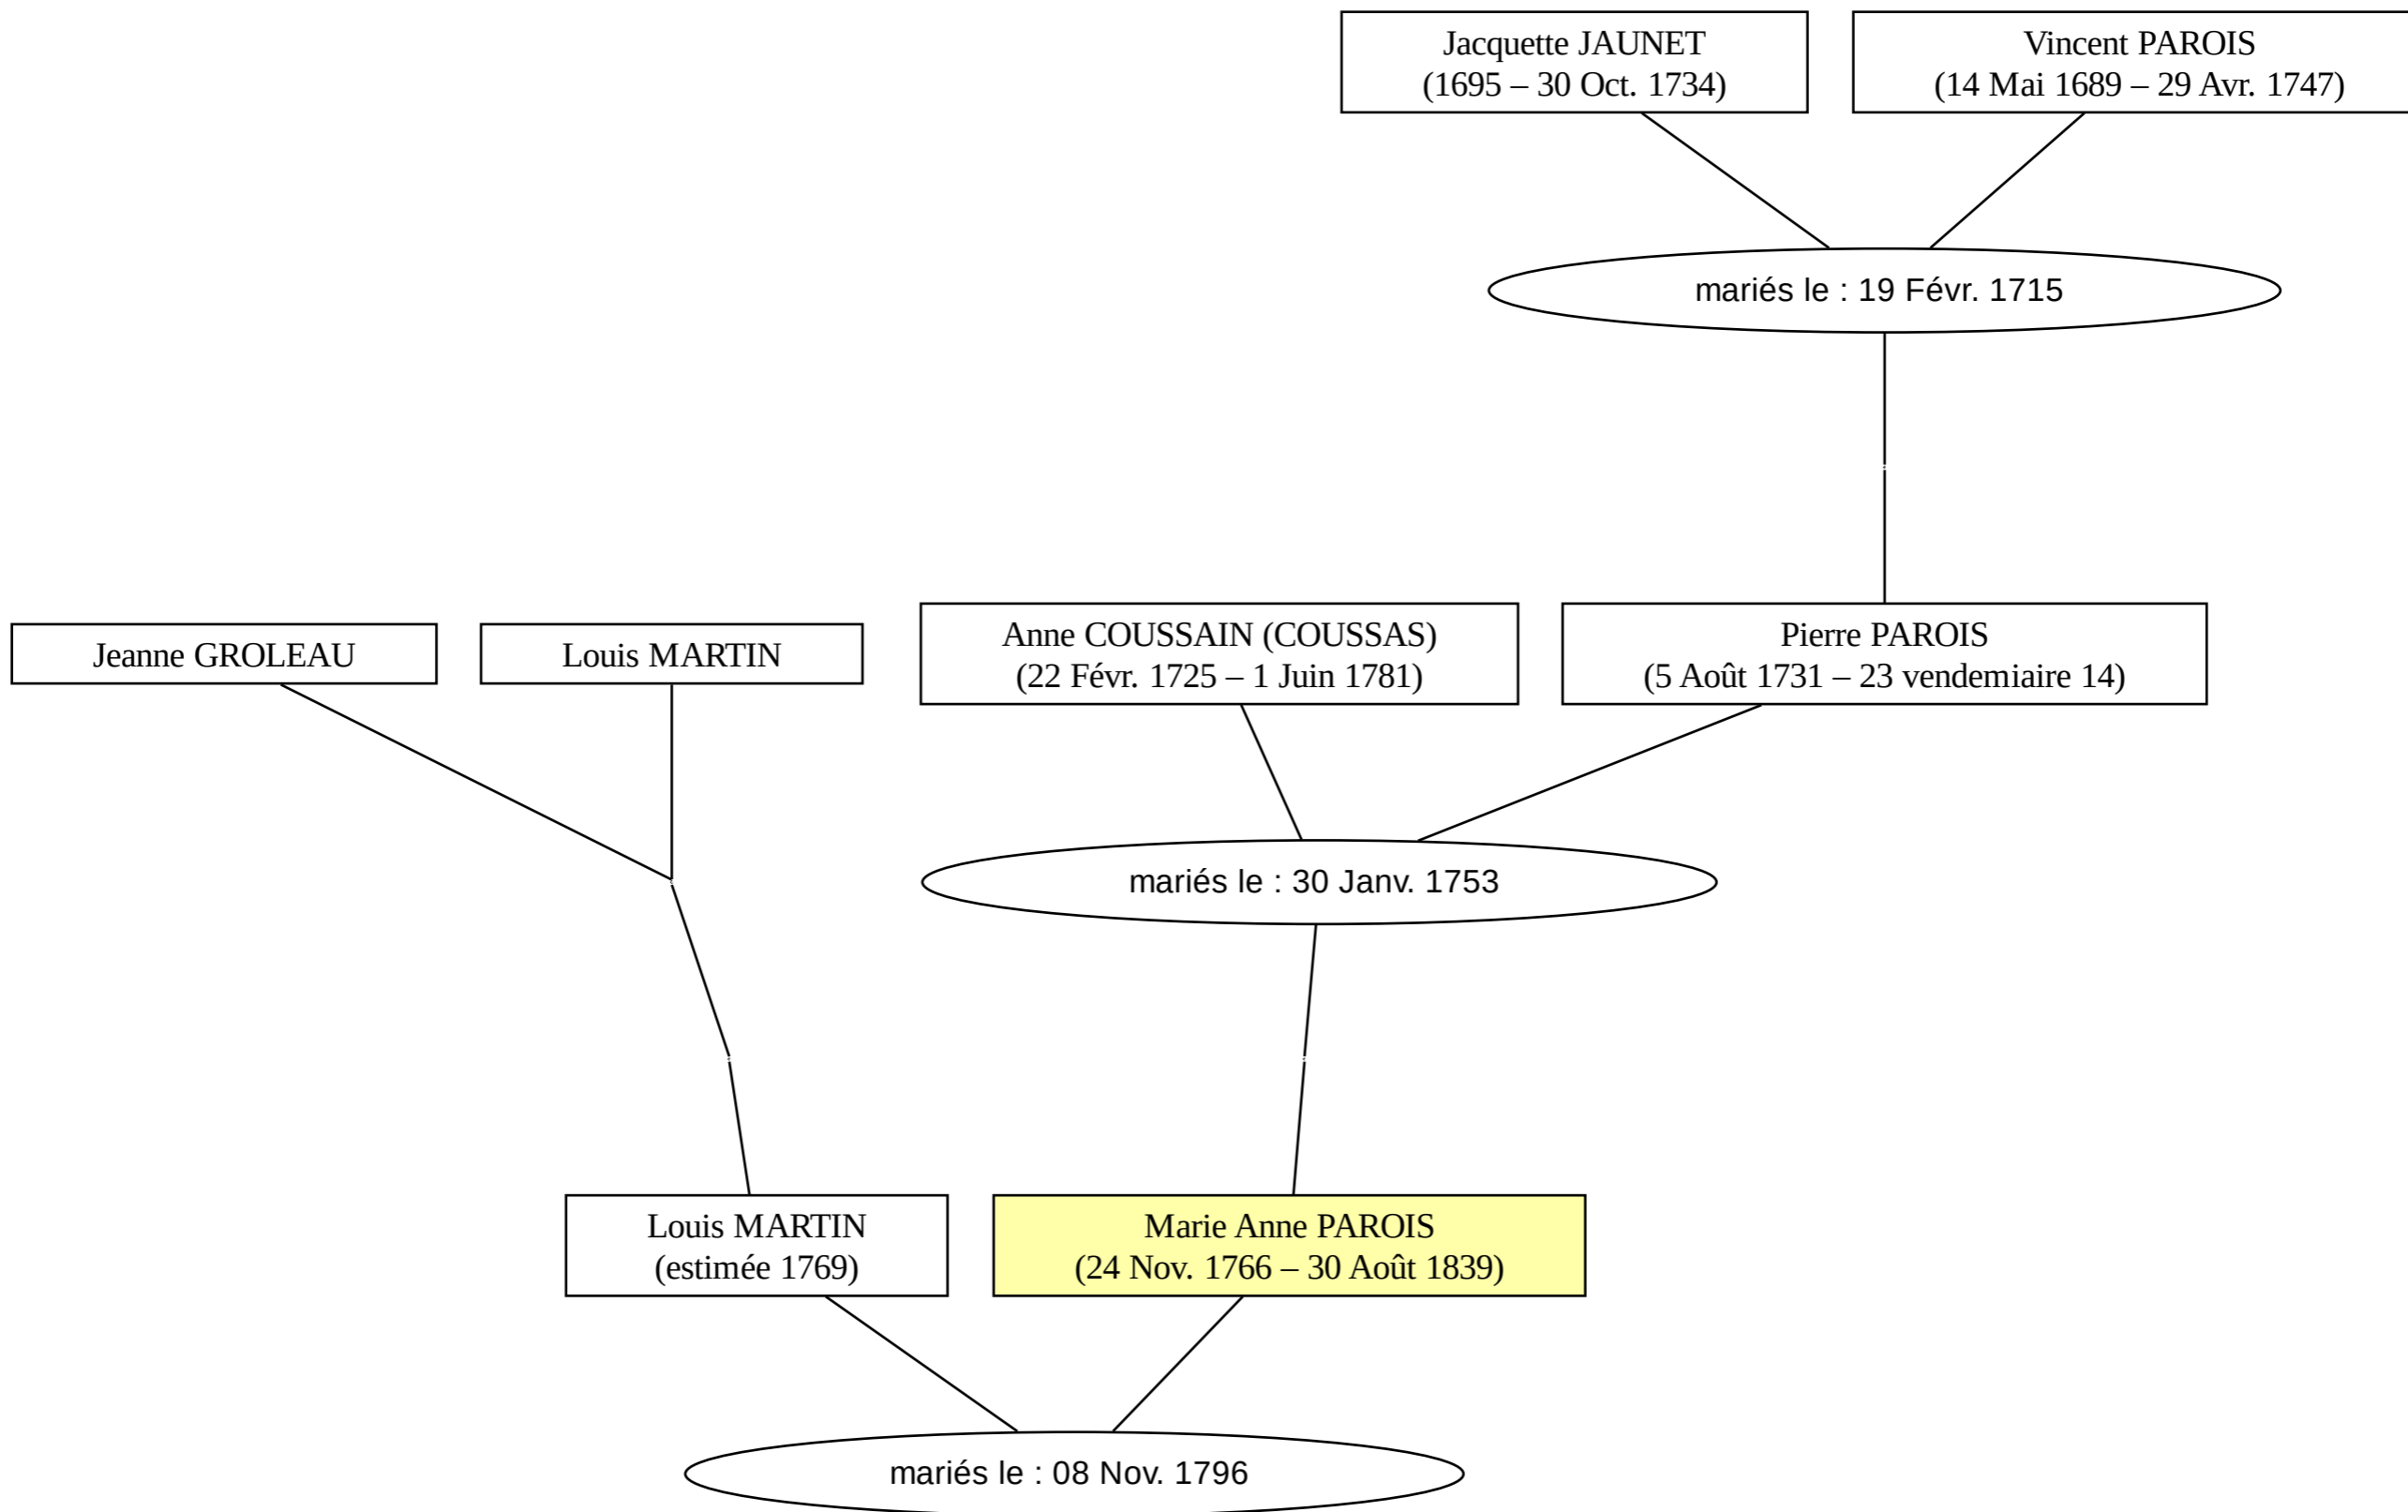 Jacquette JAUNET
(1695 – 30 Oct. 1734)
Vincent PAROIS
(14 Mai 1689 – 29 Avr. 1747)
mariés le : 19 Févr. 1715
Jeanne GROLEAU
Louis MARTIN
Anne COUSSAIN (COUSSAS)
(22 Févr. 1725 – 1 Juin 1781)
Pierre PAROIS
(5 Août 1731 – 23 vendemiaire 14)
mariés le : 30 Janv. 1753
Louis MARTIN
(estimée 1769)
Marie Anne PAROIS
(24 Nov. 1766 – 30 Août 1839)
mariés le : 08 Nov. 1796